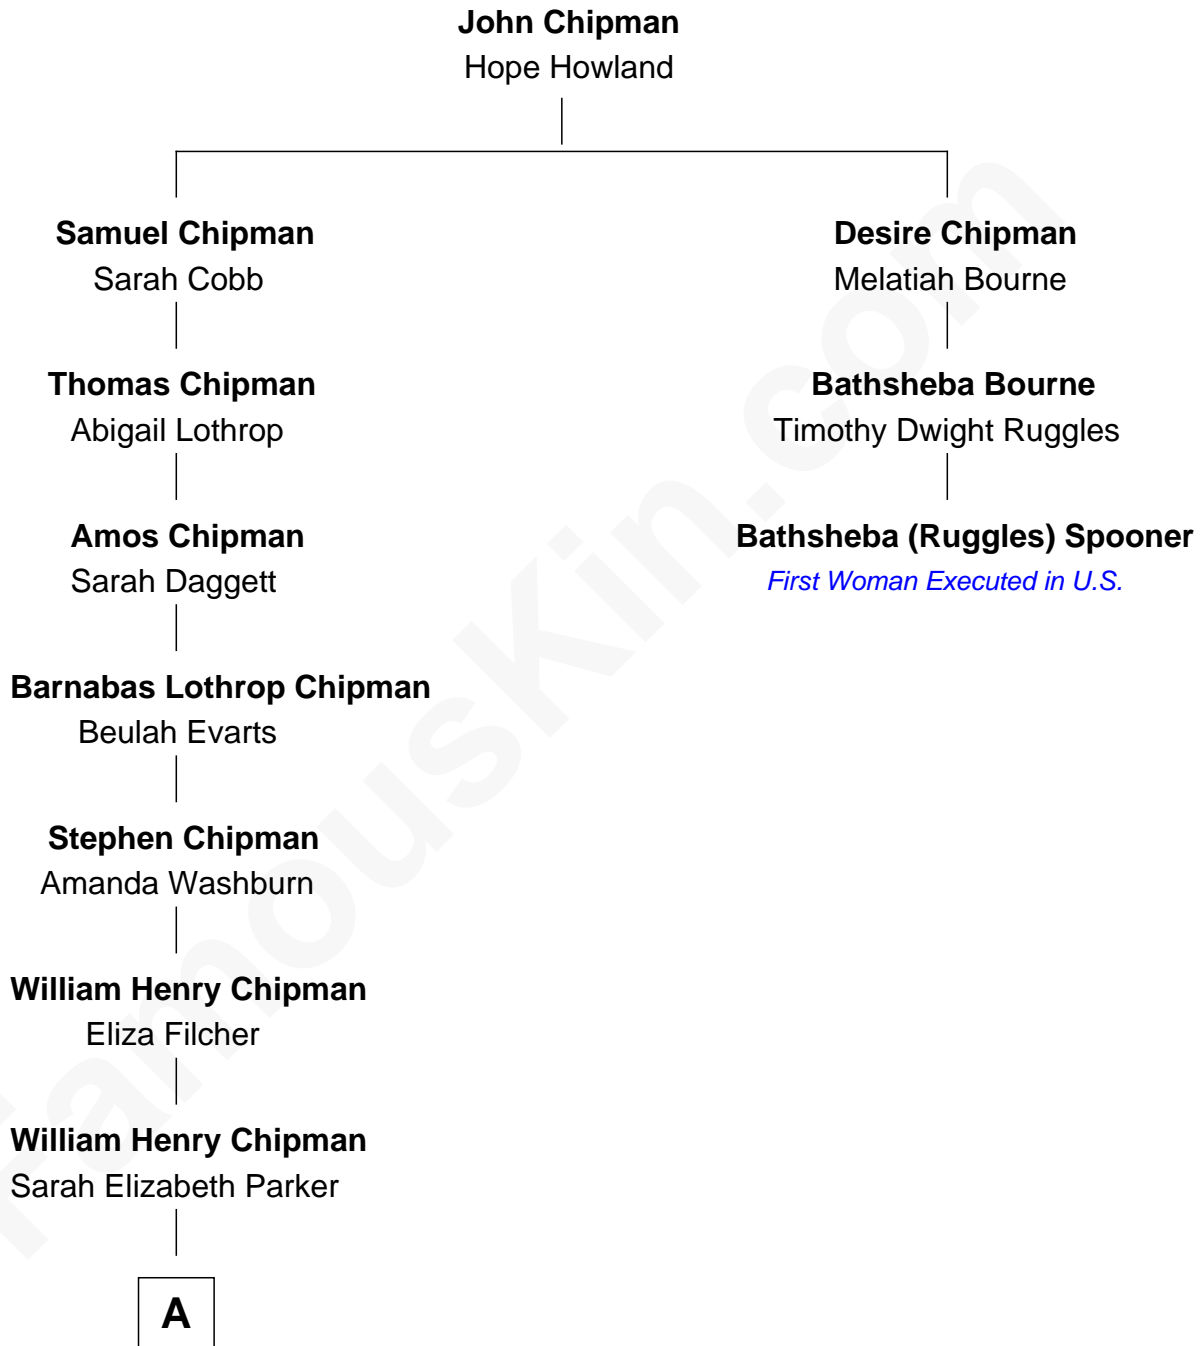 John Chipman
Hope Howland
Samuel Chipman
Sarah Cobb
Desire Chipman
Melatiah Bourne
Thomas Chipman
Abigail Lothrop
Bathsheba Bourne
Timothy Dwight Ruggles
Amos Chipman
Sarah Daggett
Bathsheba (Ruggles) Spooner
First Woman Executed in U.S.
Barnabas Lothrop Chipman
Beulah Evarts
Stephen Chipman
Amanda Washburn
William Henry Chipman
Eliza Filcher
William Henry Chipman
Sarah Elizabeth Parker
A
FamousKin.com